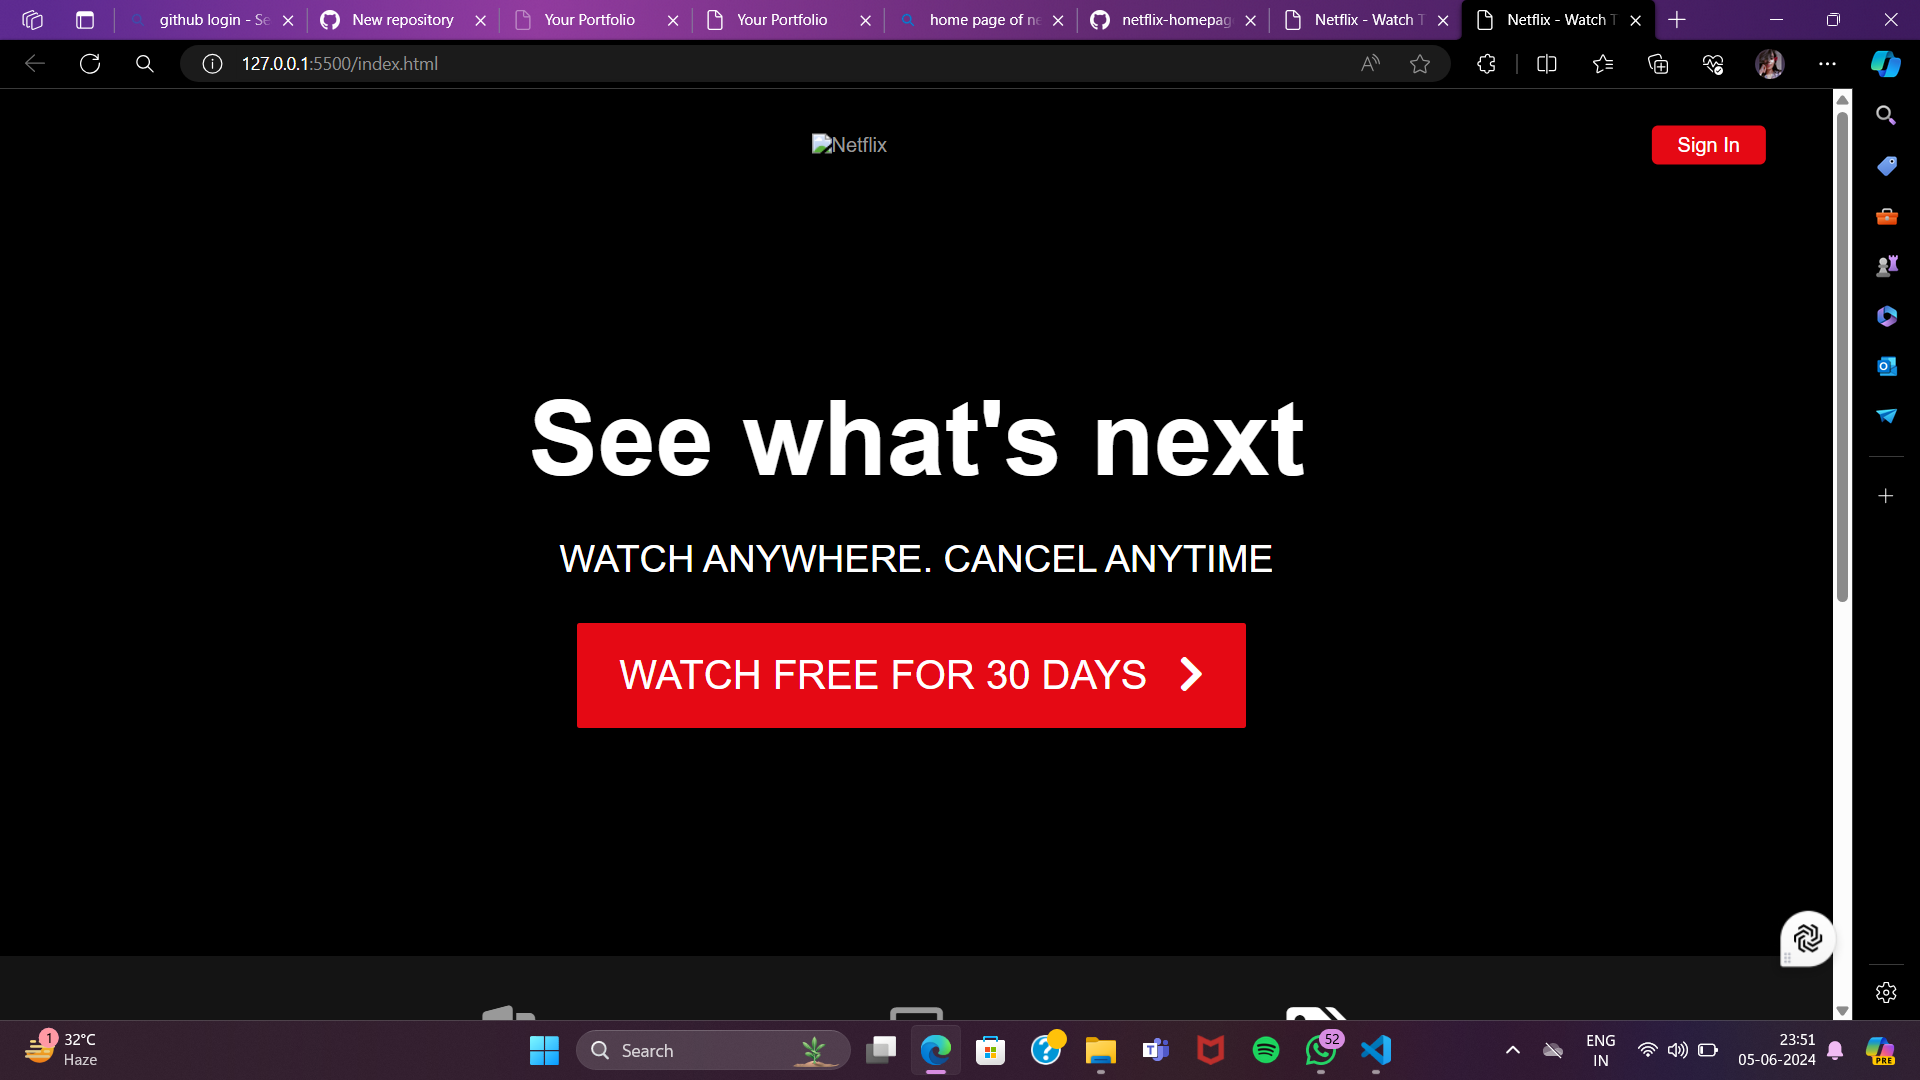 github login - Se
New repository
Your Portfolio
Your Portfolio
home page of ne
netflix-homepag
Netflix - Watch T
Netflix - Watch T
127.0.0.1:5500/index.html
Netflix
Sign In
See what's next
WATCH ANYWHERE. CANCEL ANYTIME
WATCH FREE FOR 30 DAYS
1
32°C
Haze
Search
52
ENG
IN
23:51
05-06-2024
PRE